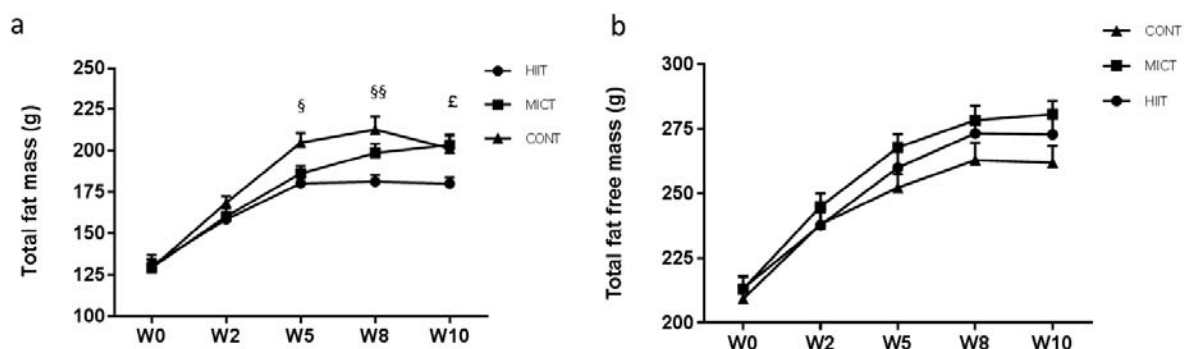 a
Total fat mass (g)
250
225
200
175
150
125
100
§
§§
£
W0 W2 W5 W8 W10
HIIT
MICT
CONT
b
Total fat free mass (g)
300
275
250
225
200
W0 W2 W5 W8 W10
CONT
MICT
HIIT